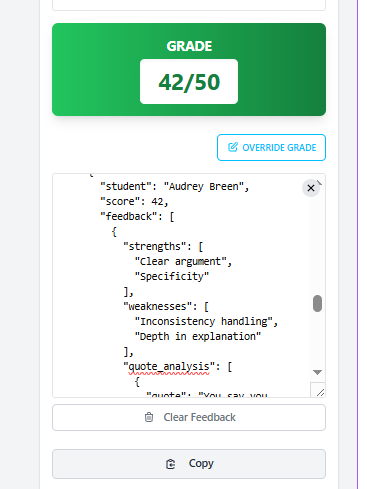 GRADE
42/50
OVERRIDE GRADE
{
"student": "Audrey Breen",
"score": 42,
"feedback": [
{
"strengths": [
"Clear argument",
"Specificity"
],
"weaknesses": [
"Inconsistency handling",
"Depth in explanation"
],
"quote_analysis": [
{
"quote": "You say you
Clear Feedback
Copy